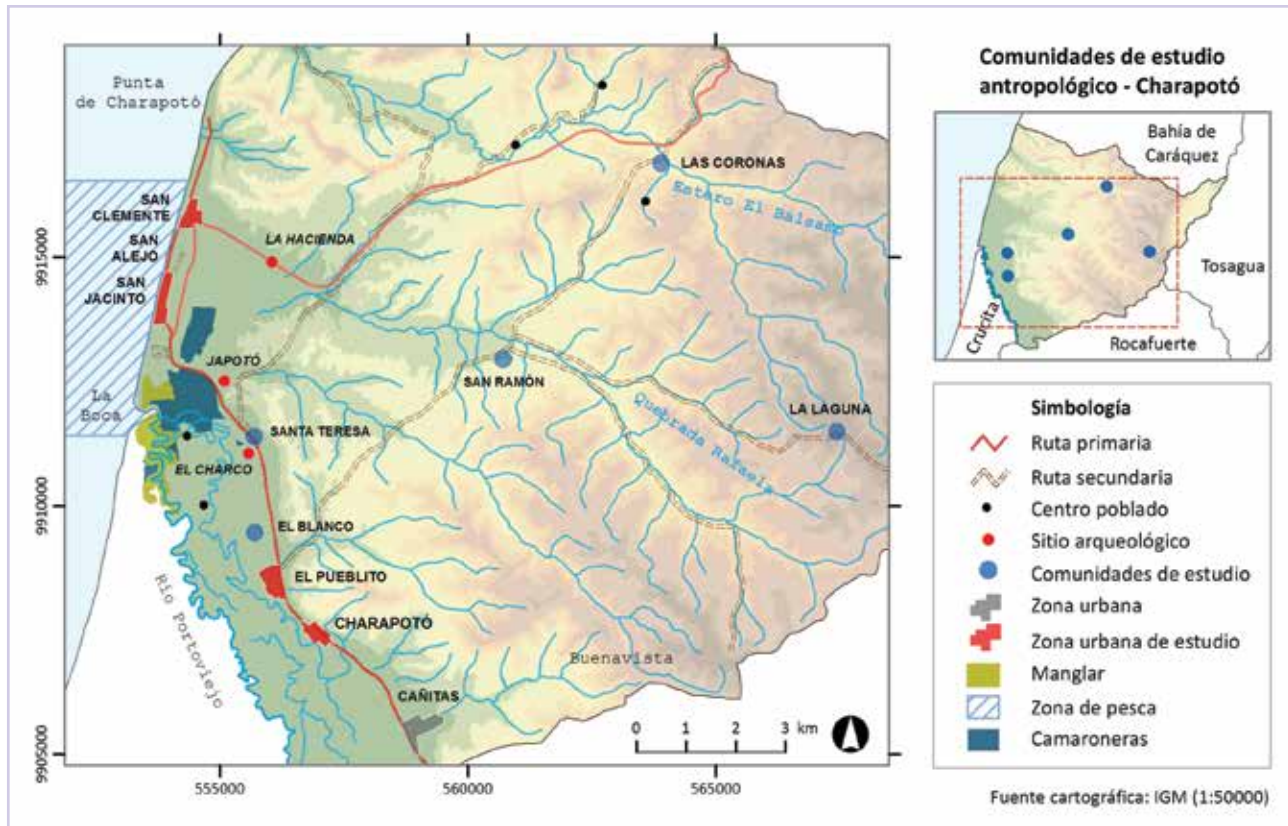 Punta
de Charapotó
SAN
CLEMENTE
SAN
ALEJO
SAN
JACINTO
LA HACIENDA
LAS CORONAS
Estero El Bálsamo
JAPOTÓ
La
Boca
SAN RAMÓN
LA LAGUNA
SANTA TERESA
Quebrada Rafaela
EL CHARCO
EL BLANCO
EL PUEBLITO
Río Portoviejo
CHARAPOTÓ
Buenavista
CAÑITAS
0 1 2 3 km
9915000
9910000
9905000
555000
560000
565000
Comunidades de estudio
antropológico - Charapotó
Bahía de
Caráquez
Tosagua
Crucita
Rocafuerte
Simbología
Ruta primaria
Ruta secundaria
Centro poblado
Sitio arqueológico
Comunidades de estudio
Zona urbana
Zona urbana de estudio
Manglar
Zona de pesca
Camaroneras
Fuente cartográfica: IGM (1:50000)